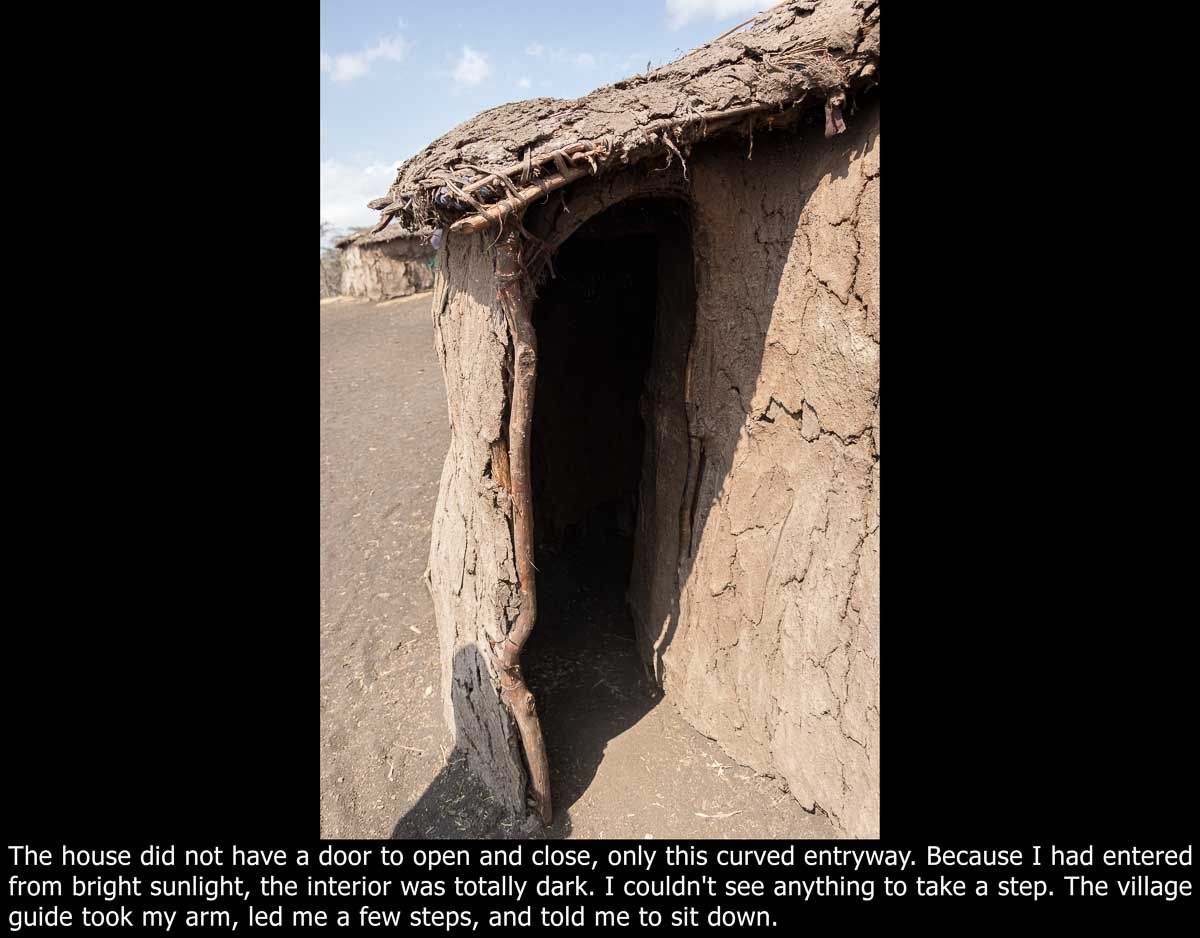 The house did not have a door to open and close, only this curved entryway. Because I had entered
from bright sunlight, the interior was totally dark. I couldn't see anything to take a step. The village
guide took my arm, led me a few steps, and told me to sit down.